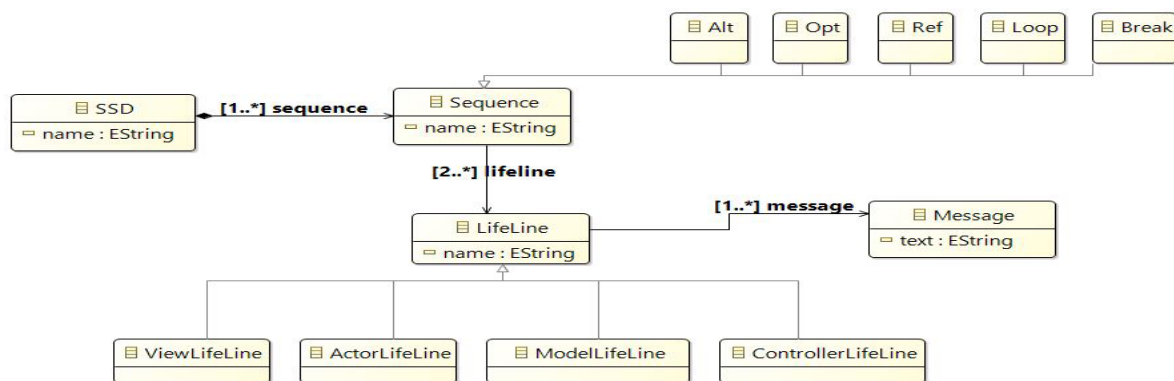 Alt
Opt
Ref
Loop
Break
SSD
name : EString
[1..*] sequence
Sequence
name : EString
[2..*] lifeline
LifeLine
name : EString
[1..*] message
Message
text : EString
ViewLifeLine
ActorLifeLine
ModelLifeLine
ControllerLifeLine